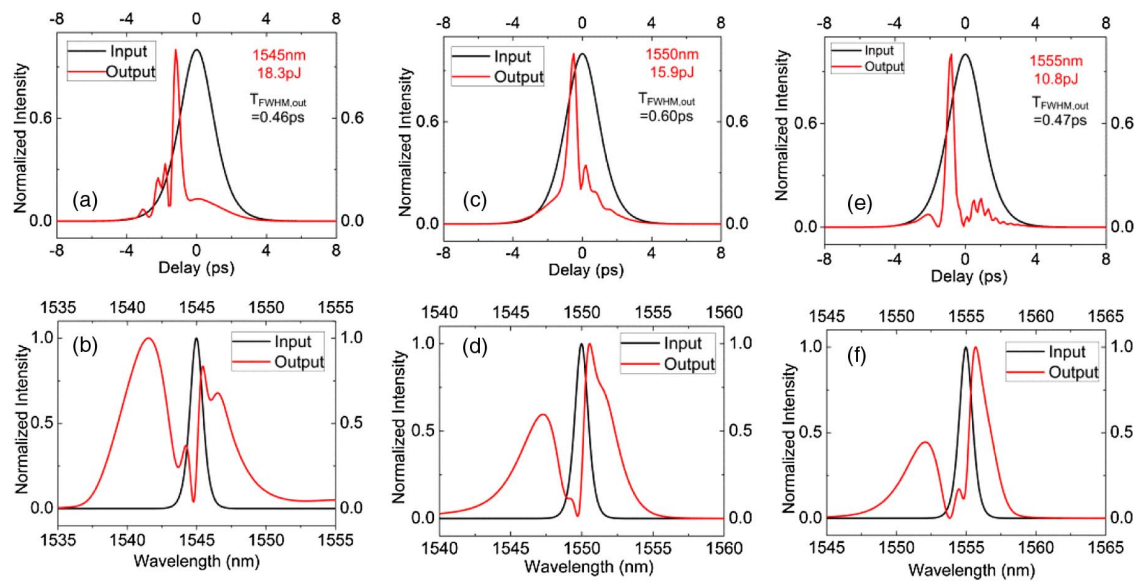 -8 -4 0 4 8
Input
Output
1545nm
18.3pJ
T_FWHM,out
=0.46ps
Normalized Intensity
0.6
0.0
0.6
0.0
(a)
-8 -4 0 4 8
Delay (ps)
-8 -4 0 4 8
Input
Output
1550nm
15.9pJ
T_FWHM,out
=0.60ps
Normalized Intensity
0.6
0.0
0.6
0.0
(c)
-8 -4 0 4 8
Delay (ps)
-8 -4 0 4 8
Input
Output
1555nm
10.8pJ
T_FWHM,out
=0.47ps
Normalized Intensity
0.6
0.0
0.6
0.0
(e)
-8 -4 0 4 8
Delay (ps)
1535 1540 1545 1550 1555
(b)
Input
Output
Normalized Intensity
1.0
0.5
0.0
1.0
0.5
0.0
1535 1540 1545 1550 1555
Wavelength (nm)
1540 1545 1550 1555 1560
(d)
Input
Output
Normalized Intensity
1.0
0.5
0.0
1.0
0.5
0.0
1540 1545 1550 1555 1560
Wavelength (nm)
1545 1550 1555 1560 1565
(f)
Input
Output
Normalized Intensity
1.0
0.5
0.0
1.0
0.5
0.0
1545 1550 1555 1560 1565
Wavelength (nm)